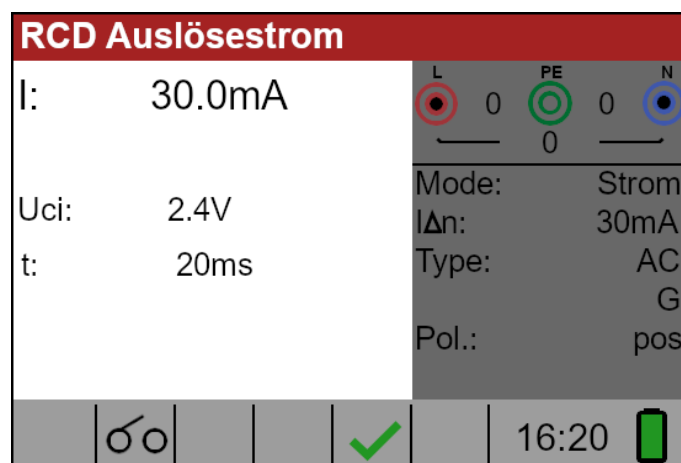 RCD Auslösestrom
I: 30.0mA
Uci: 2.4V
t: 20ms
L PE N
0 0
0
Mode: Strom
IΔn: 30mA
Type: AC
G
Pol.: pos
16:20